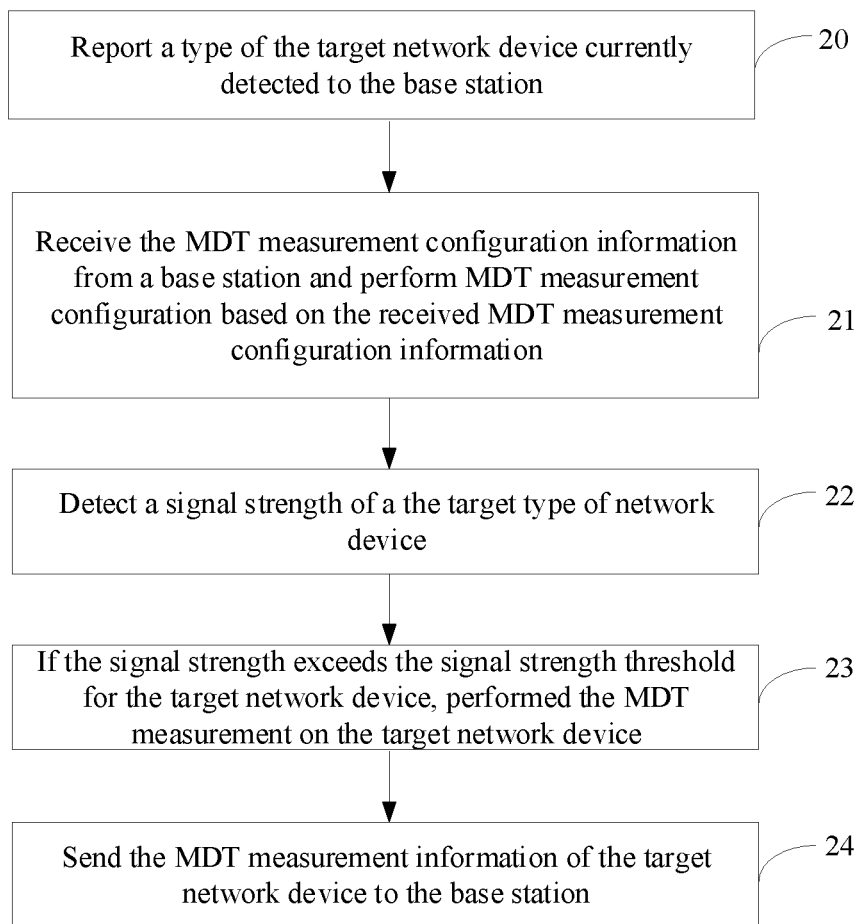 Report a type of the target network device currently
detected to the base station
20
Receive the MDT measurement configuration information
from a base station and perform MDT measurement
configuration based on the received MDT measurement
configuration information
21
Detect a signal strength of a the target type of network
device
22
If the signal strength exceeds the signal strength threshold
for the target network device, performed the MDT
measurement on the target network device
23
Send the MDT measurement information of the target
network device to the base station
24